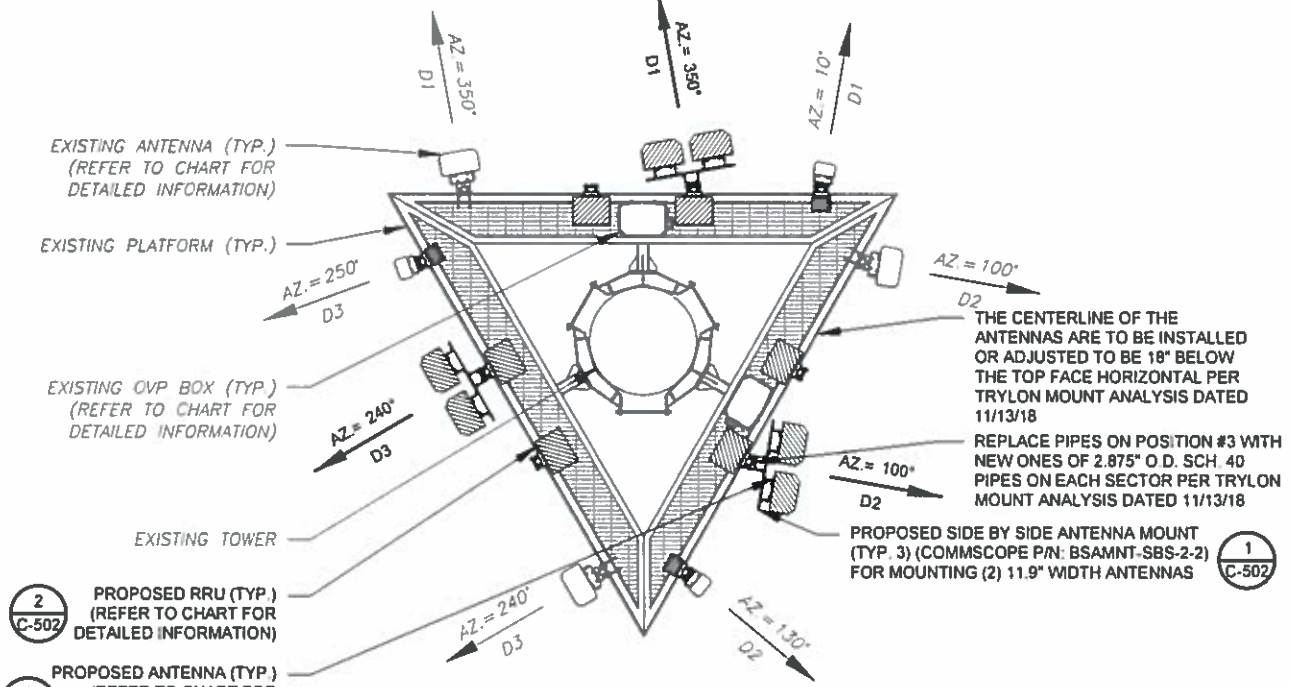 AZ.= 350°
D1
AZ.= 350°
D1
AZ.= 10°
D1
EXISTING ANTENNA (TYP.)
(REFER TO CHART FOR
DETAILED INFORMATION)
EXISTING PLATFORM (TYP.)
AZ.= 250°
D3
AZ.= 100°
D2
THE CENTERLINE OF THE
ANTENNAS ARE TO BE INSTALLED
OR ADJUSTED TO BE 18" BELOW
THE TOP FACE HORIZONTAL PER
TRYLON MOUNT ANALYSIS DATED
11/13/18
EXISTING OVP BOX (TYP.)
(REFER TO CHART FOR
DETAILED INFORMATION)
AZ.= 240°
D3
REPLACE PIPES ON POSITION #3 WITH
NEW ONES OF 2.875" O.D. SCH. 40
PIPES ON EACH SECTOR PER TRYLON
MOUNT ANALYSIS DATED 11/13/18
AZ.= 100°
D2
EXISTING TOWER
PROPOSED SIDE BY SIDE ANTENNA MOUNT
(TYP. 3) (COMMSCOPE P/N: BSAMNT-SBS-2-2)
FOR MOUNTING (2) 11.9" WIDTH ANTENNAS
1
C-502
2
C-502
PROPOSED RRU (TYP.)
(REFER TO CHART FOR
DETAILED INFORMATION)
AZ.= 240°
D3
AZ.= 130°
D2
PROPOSED ANTENNA (TYP.)